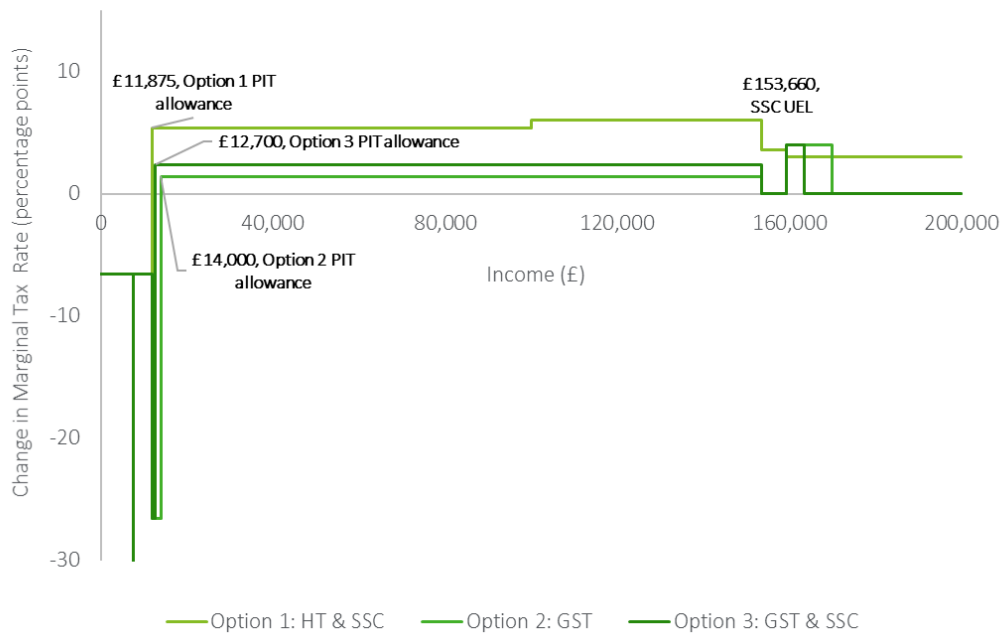 Change in Marginal Tax Rate (percentage points)
10
0
-10
-20
-30
£11,875, Option 1 PIT
allowance
£12,700, Option 3 PIT allowance
£14,000, Option 2 PIT
allowance
£153,660,
SSC UEL
0
40,000
80,000
120,000
160,000
200,000
Income (£)
Option 1: HT & SSC
Option 2: GST
Option 3: GST & SSC